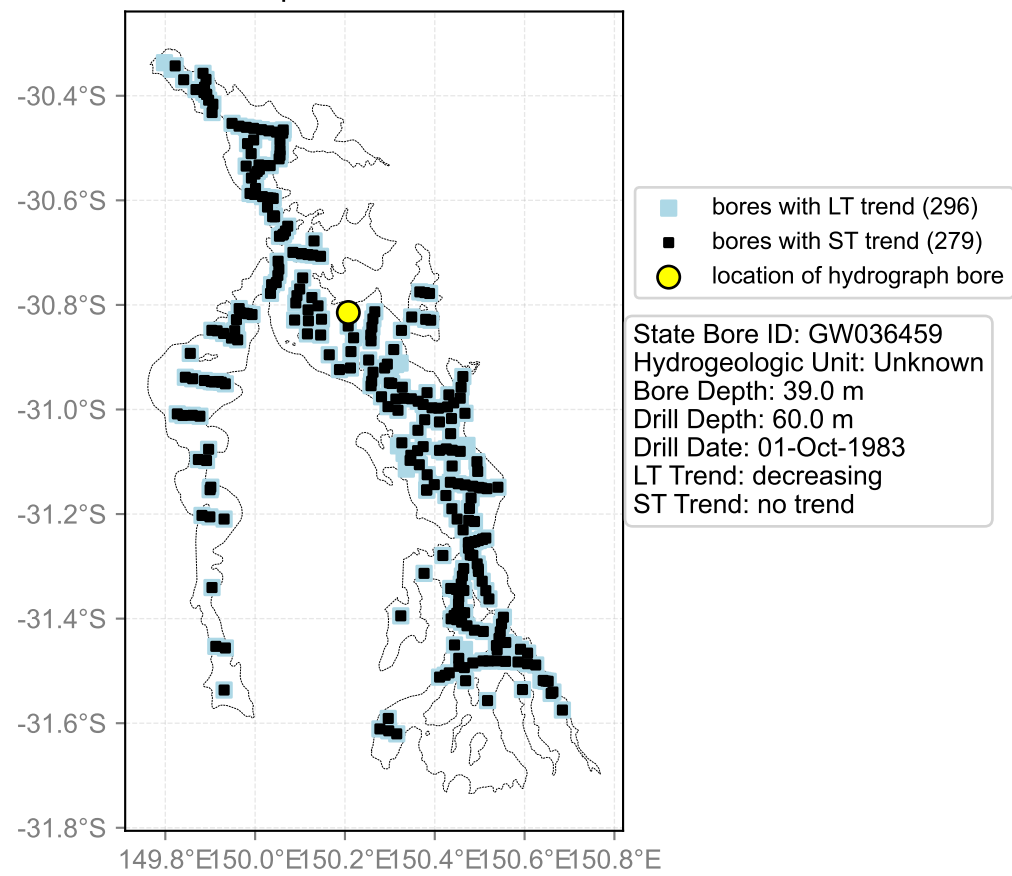 -30.4°S
-30.6°S
-30.8°S
-31.0°S
-31.2°S
-31.4°S
-31.6°S
-31.8°S
149.8°E150.0°E150.2°E150.4°E150.6°E150.8°E
bores with LT trend (296)
bores with ST trend (279)
location of hydrograph bore
State Bore ID: GW036459
Hydrogeologic Unit: Unknown
Bore Depth: 39.0 m
Drill Depth: 60.0 m
Drill Date: 01-Oct-1983
LT Trend: decreasing
ST Trend: no trend